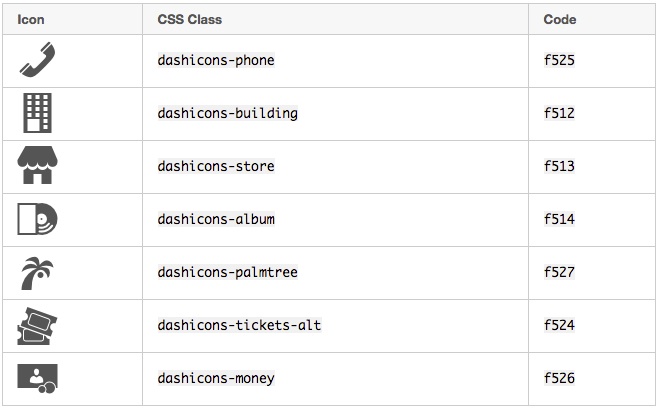 Icon CSS Class Code
dashicons-phone f525
dashicons-building f512
dashicons-store f513
dashicons-album f514
dashicons-palmtree f527
dashicons-tickets-alt f524
dashicons-money f526